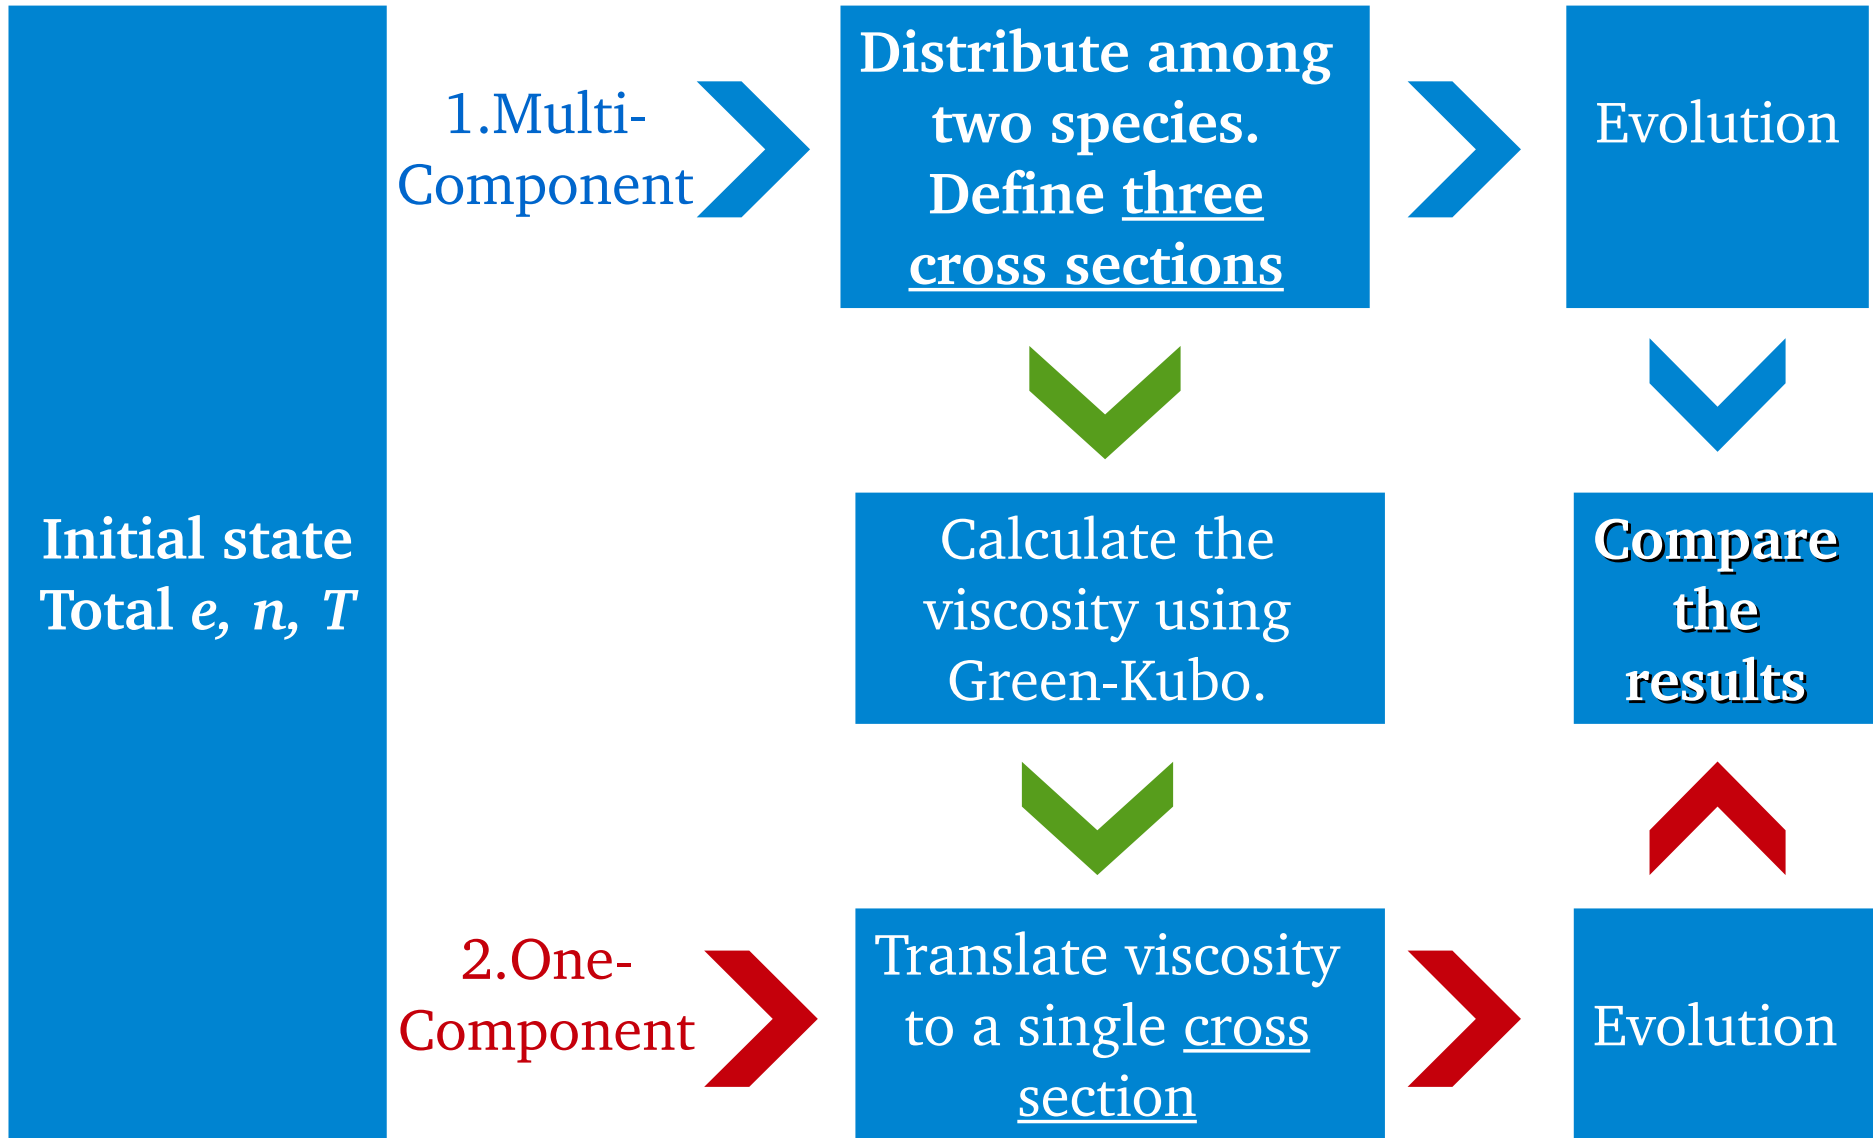 Initial state
Total e, n, T
1.Multi-
Component
Distribute among
two species.
Define three
cross sections
Evolution
Calculate the
viscosity using
Green-Kubo.
Compare
the
results
2.One-
Component
Translate viscosity
to a single cross
section
Evolution